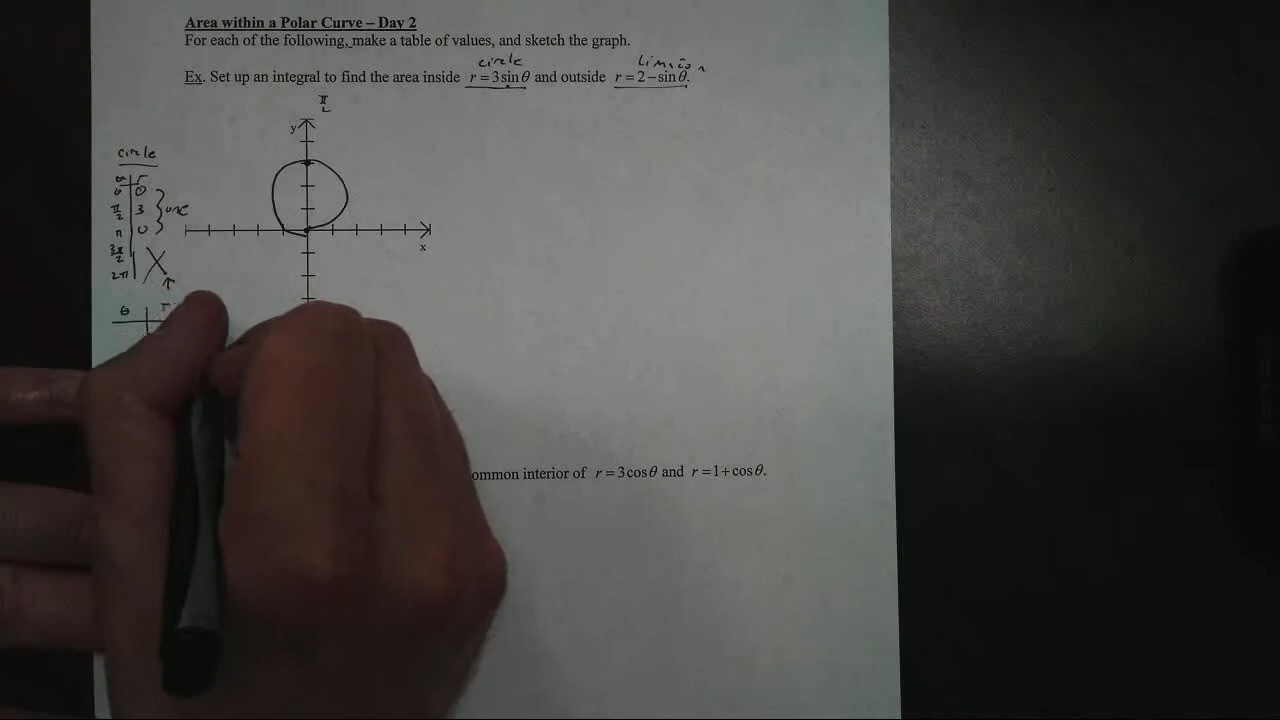 Area within a Polar Curve – Day 2
For each of the following, make a table of values, and sketch the graph.
circle
Ex. Set up an integral to find the area inside r = 3sinθ and outside r = 2 − sinθ.
π/2
y
circle
θ r
0 0
π/2 3
π 0
3π/2
2π
x
θ r
ommon interior of r = 3cosθ and r = 1 + cosθ.